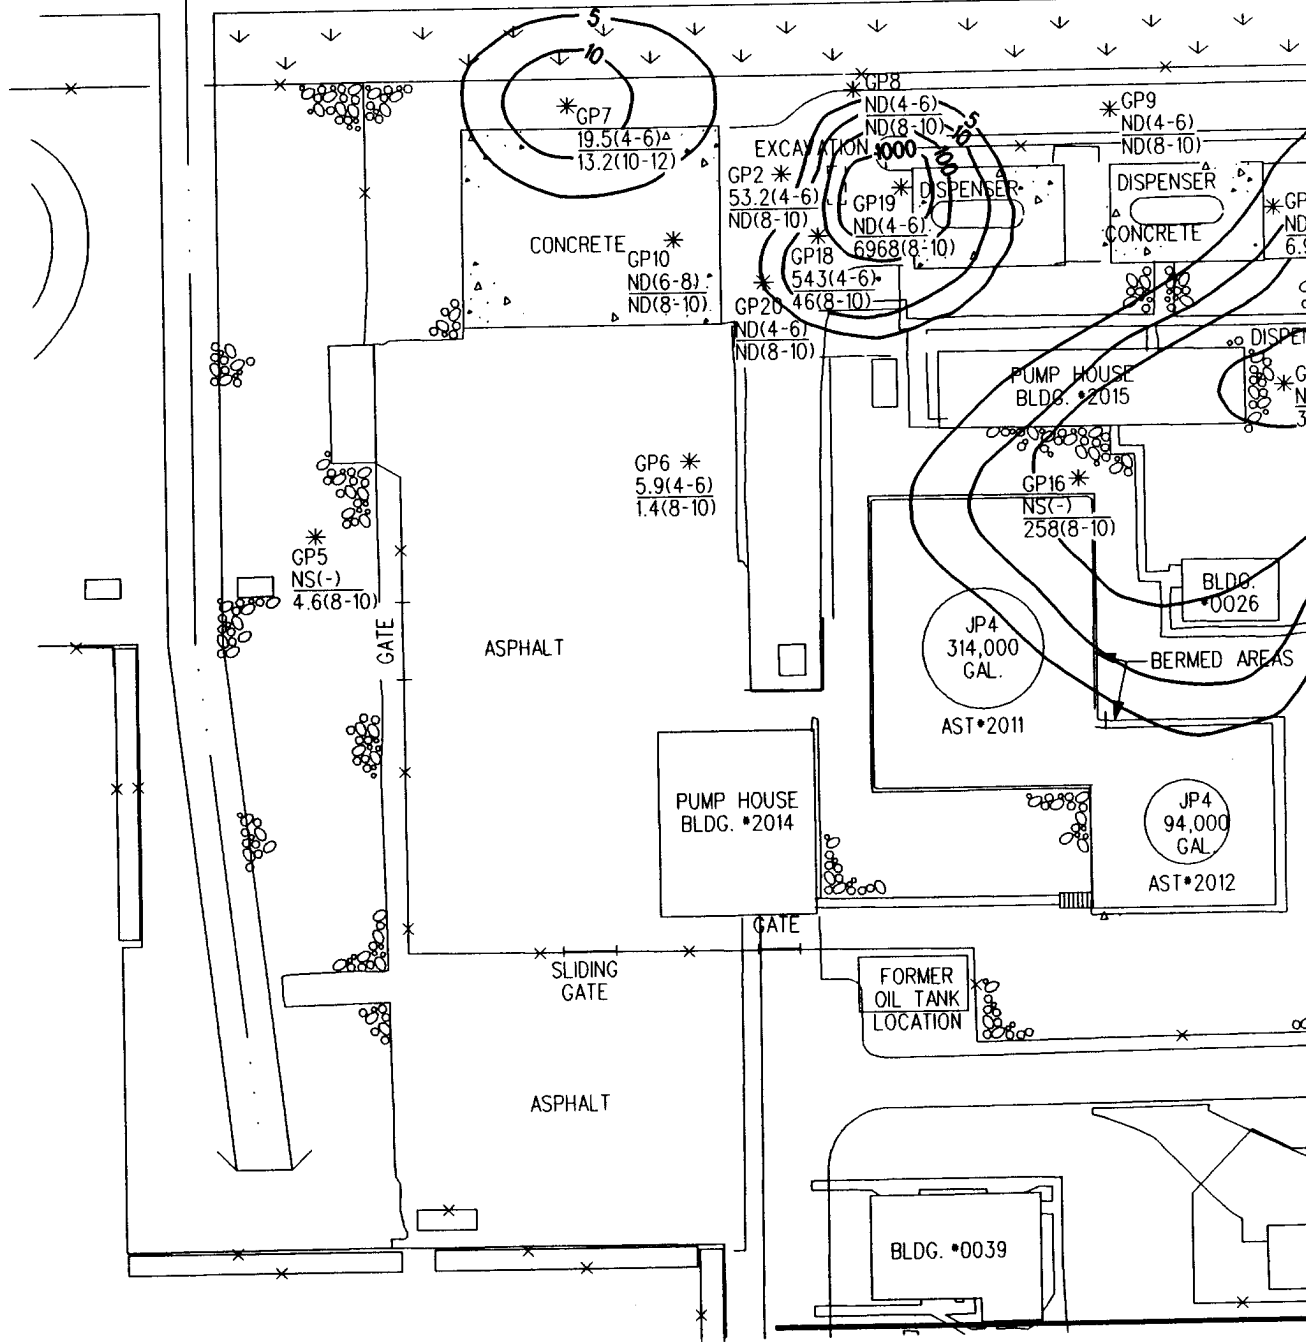 5
10
GP7
19.5(4-6)
13.2(10-12)
GP8
ND(4-6)
ND(8-10)
5
10
100
1000
EXCAVATION
GP9
ND(4-6)
ND(8-10)
GP2
53.2(4-6)
ND(8-10)
GP19
ND(4-6)
6968(8-10)
DISPENSER
DISPENSER
CONCRETE
GP
ND
6.9
CONCRETE
GP10
ND(6-8)
ND(8-10)
GP18
543(4-6)
46(8-10)
GP20
ND(4-6)
ND(8-10)
DISPEN
PUMP HOUSE
BLDG. #2015
G
N
3
GP6
5.9(4-6)
1.4(8-10)
GP16
NS(-)
258(8-10)
GP5
NS(-)
4.6(8-10)
BLDG.
#0026
GATE
ASPHALT
JP4
314,000
GAL.
AST#2011
BERMED AREAS
PUMP HOUSE
BLDG. #2014
JP4
94,000
GAL.
AST#2012
GATE
SLIDING
GATE
FORMER
OIL TANK
LOCATION
ASPHALT
BLDG. #0039